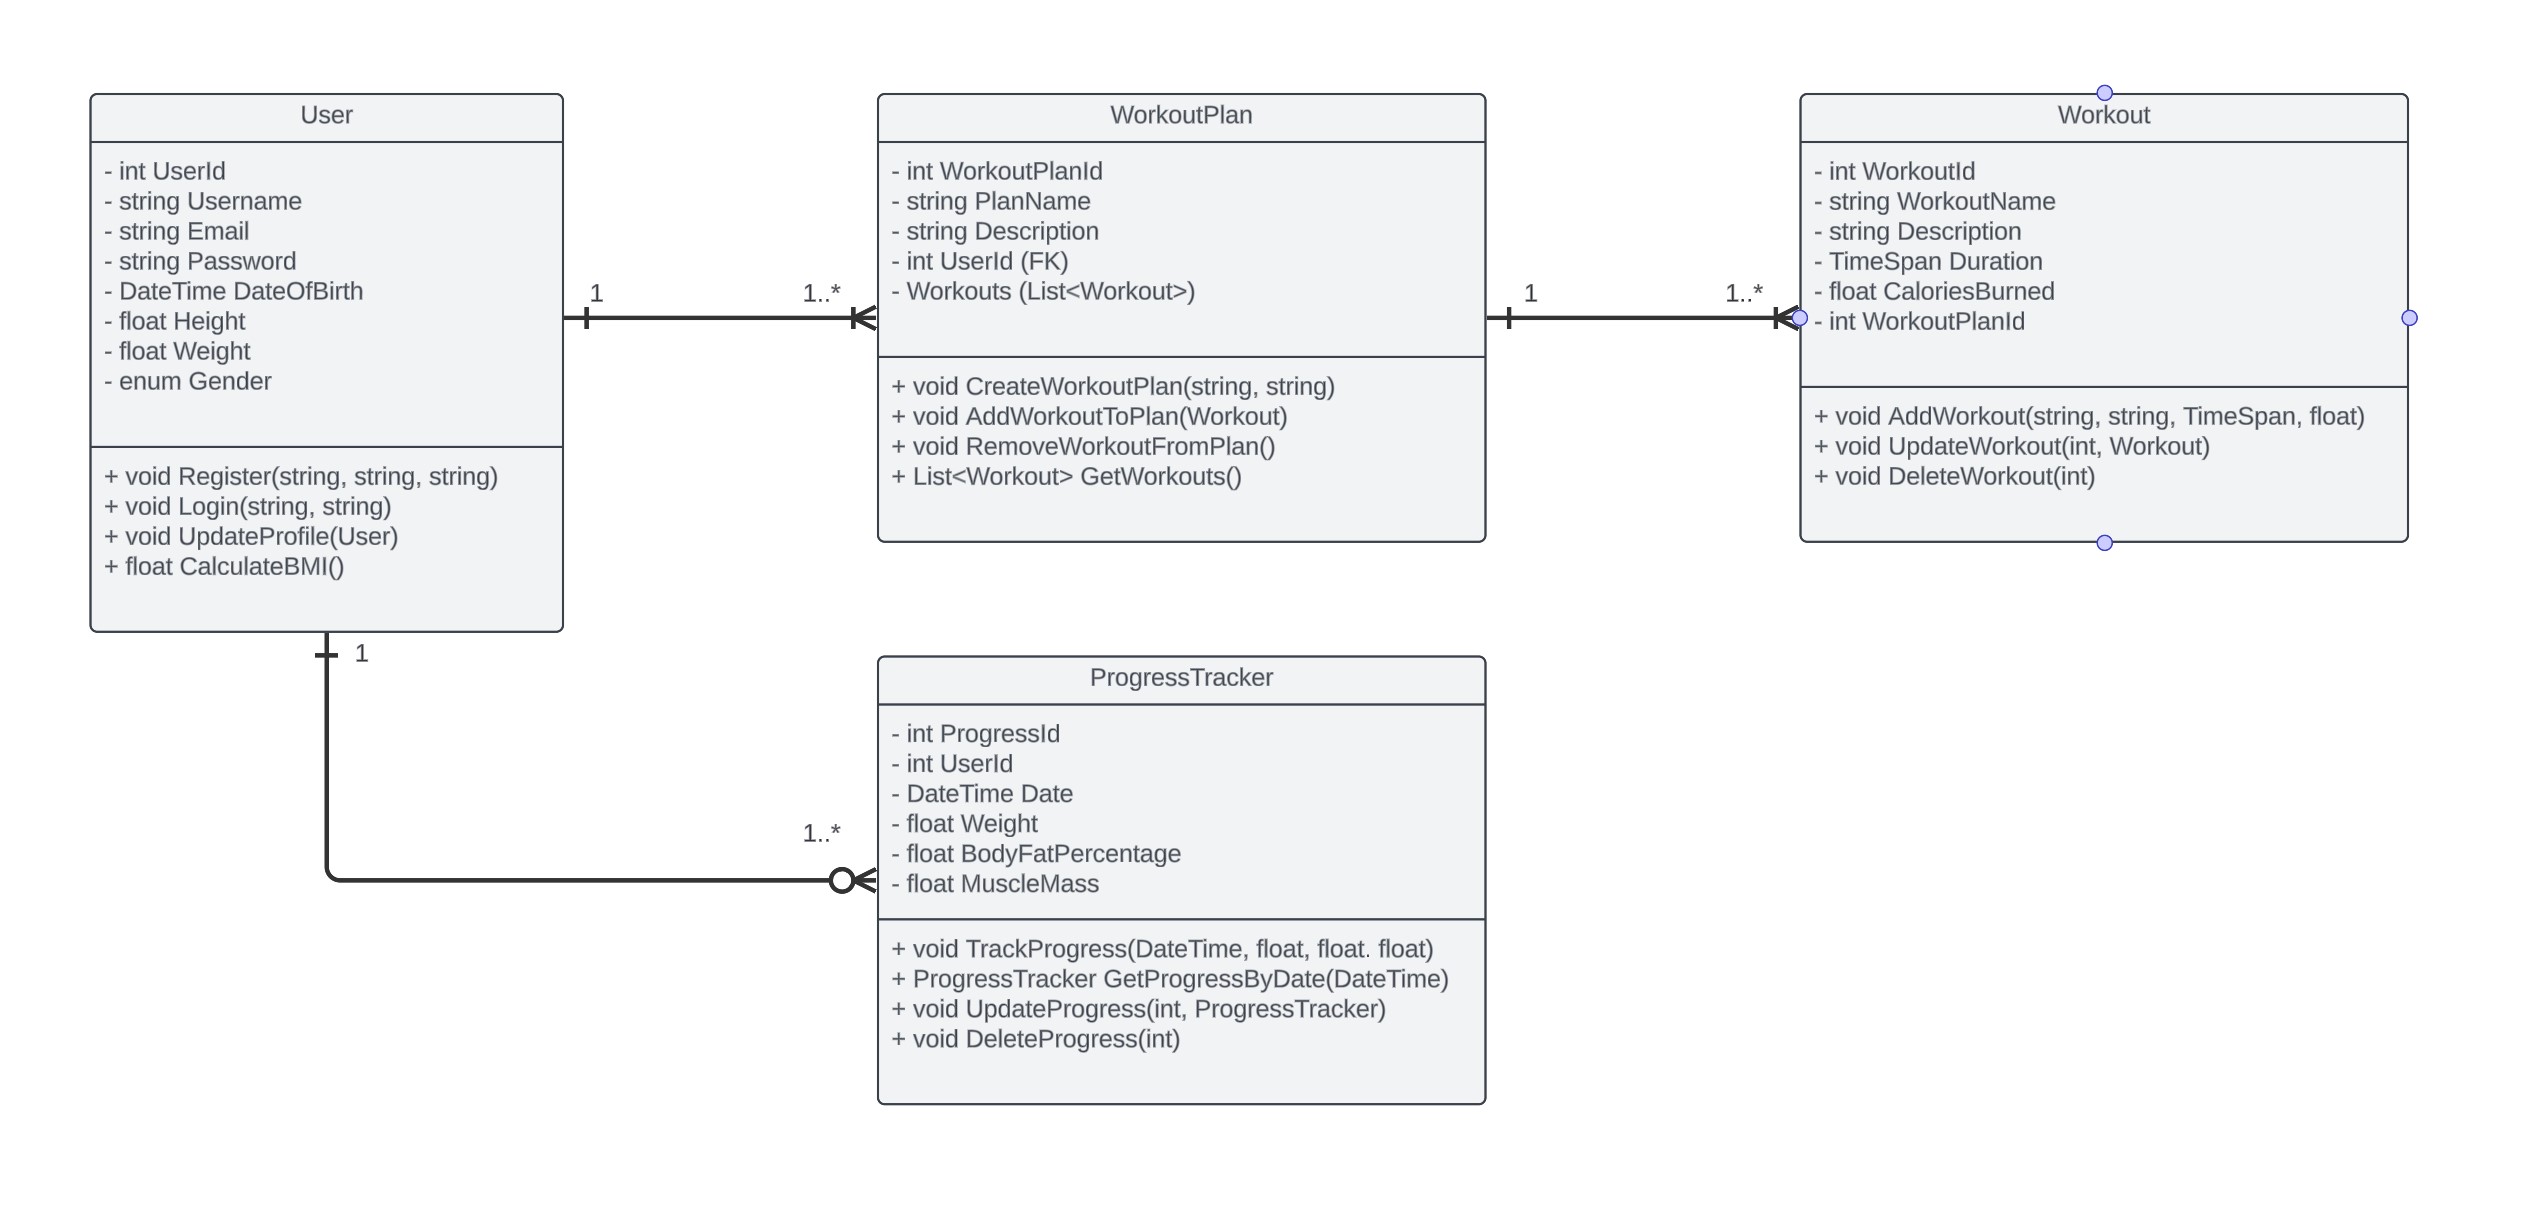 User
- int UserId
- string Username
- string Email
- string Password
- DateTime DateOfBirth
- float Height
- float Weight
- enum Gender
+ void Register(string, string, string)
+ void Login(string, string)
+ void UpdateProfile(User)
+ float CalculateBMI()
1
1..*
WorkoutPlan
- int WorkoutPlanId
- string PlanName
- string Description
- int UserId (FK)
- Workouts (List<Workout>)
+ void CreateWorkoutPlan(string, string)
+ void AddWorkoutToPlan(Workout)
+ void RemoveWorkoutFromPlan()
+ List<Workout> GetWorkouts()
1
1..*
Workout
- int WorkoutId
- string WorkoutName
- string Description
- TimeSpan Duration
- float CaloriesBurned
- int WorkoutPlanId
+ void AddWorkout(string, string, TimeSpan, float)
+ void UpdateWorkout(int, Workout)
+ void DeleteWorkout(int)
1
1..*
ProgressTracker
- int ProgressId
- int UserId
- DateTime Date
- float Weight
- float BodyFatPercentage
- float MuscleMass
+ void TrackProgress(DateTime, float, float. float)
+ ProgressTracker GetProgressByDate(DateTime)
+ void UpdateProgress(int, ProgressTracker)
+ void DeleteProgress(int)